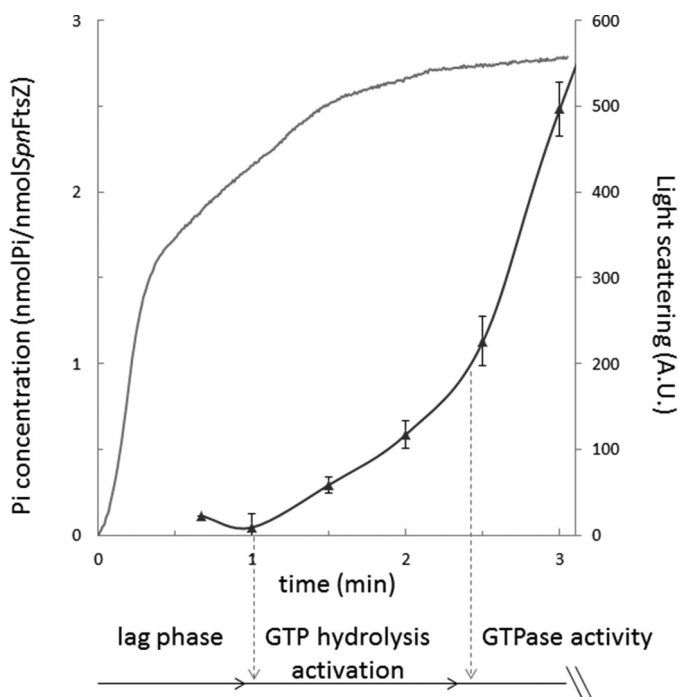 3
600
500
2
400
300
1
200
100
0
0
0
1
2
3
Pi concentration (nmolPi/nmolSpnFtsZ)
Light scattering (A.U.)
time (min)
lag phase
GTP hydrolysis
activation
GTPase activity